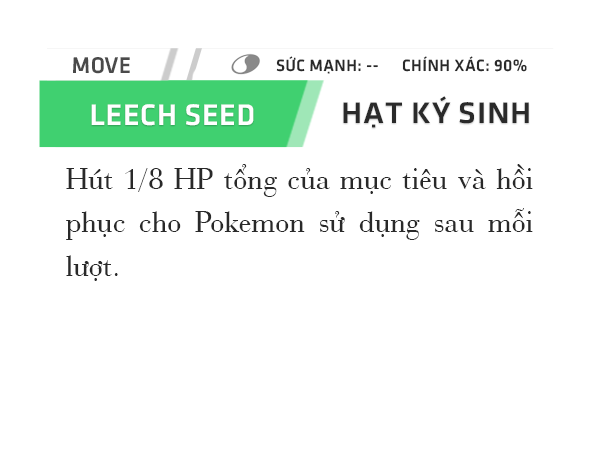 MOVE SỨC MẠNH: -- CHÍNH XÁC: 90%
LEECH SEED HẠT KÝ SINH
Hút 1/8 HP tổng của mục tiêu và hồi
phục cho Pokemon sử dụng sau mỗi
lượt.